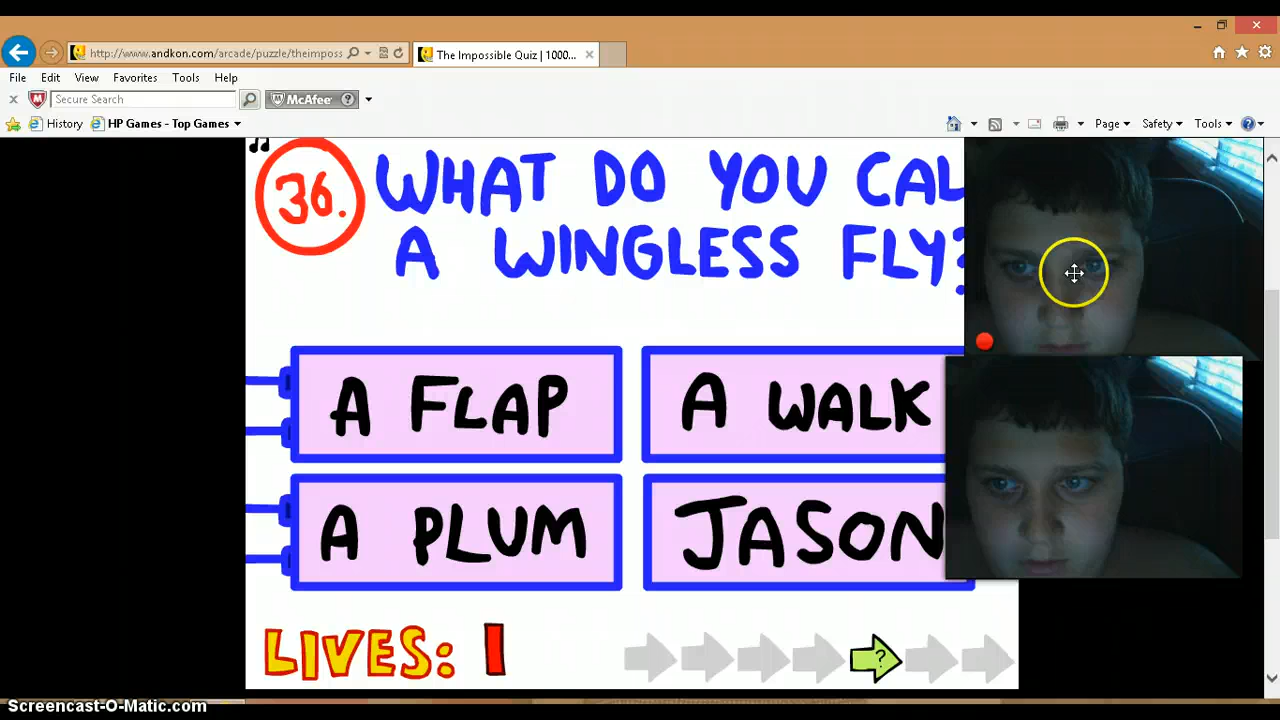 http://www.andkon.com/arcade/puzzle/theimposs
The Impossible Quiz | 1000...
File Edit View Favorites Tools Help
Secure Search McAfee
History HP Games - Top Games Page Safety Tools
36. WHAT DO YOU CAL
A WINGLESS FLY?
A FLAP A WALK
A PLUM JASON
LIVES: 1
?
Screencast-O-Matic.com